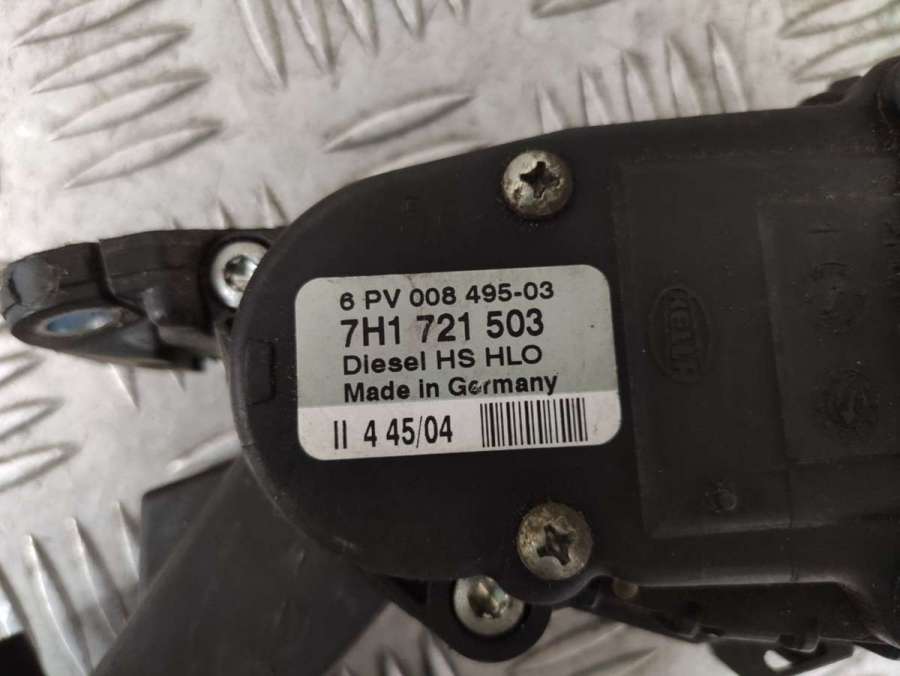 6 PV 008 495-03
7H1 721 503
Diesel HS HLO
Made in Germany
II 4 45/04